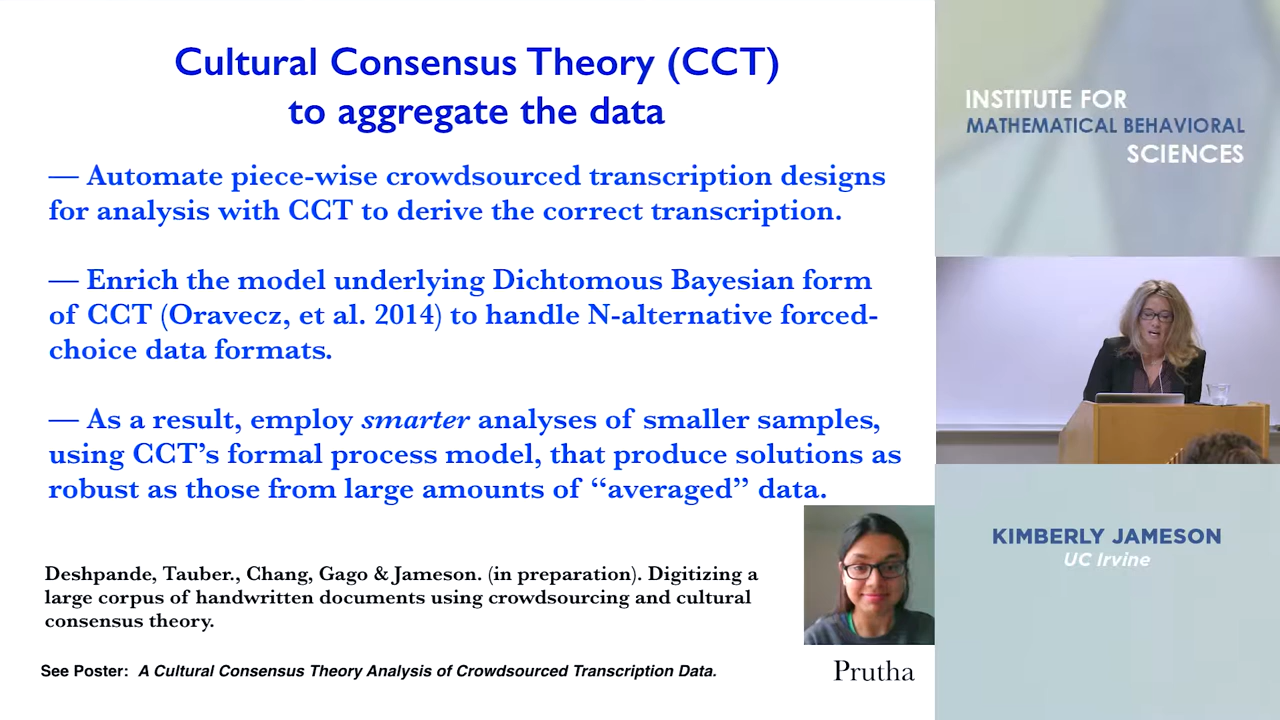 Cultural Consensus Theory (CCT)
to aggregate the data
— Automate piece-wise crowdsourced transcription designs
for analysis with CCT to derive the correct transcription.
— Enrich the model underlying Dichtomous Bayesian form
of CCT (Oravecz, et al. 2014) to handle N-alternative forced-
choice data formats.
— As a result, employ smarter analyses of smaller samples,
using CCT’s formal process model, that produce solutions as
robust as those from large amounts of “averaged” data.
Deshpande, Tauber., Chang, Gago & Jameson. (in preparation). Digitizing a
large corpus of handwritten documents using crowdsourcing and cultural
consensus theory.
See Poster: A Cultural Consensus Theory Analysis of Crowdsourced Transcription Data.
Prutha
INSTITUTE FOR
MATHEMATICAL BEHAVIORAL
SCIENCES
KIMBERLY JAMESON
UC Irvine